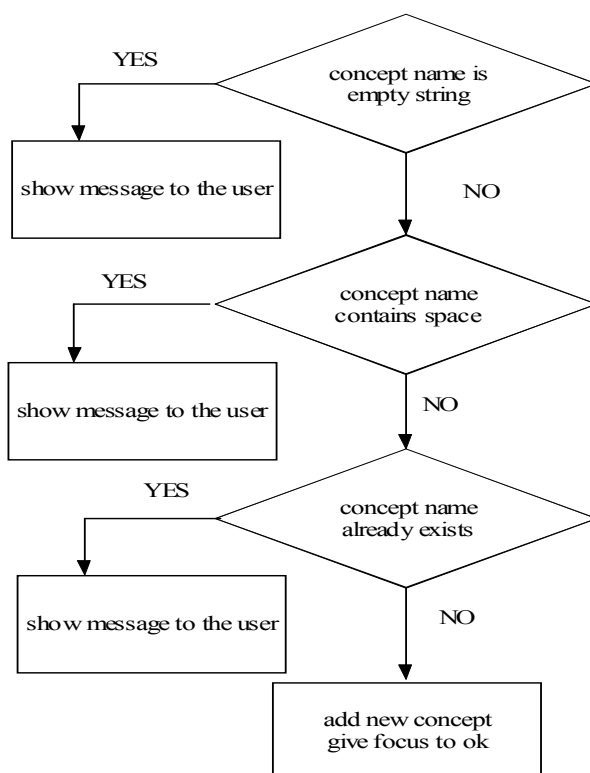 YES
concept name is
empty string
show message to the user
NO
YES
concept name
contains space
show message to the user
NO
YES
concept name
already exists
show message to the user
NO
add new concept
give focus to ok